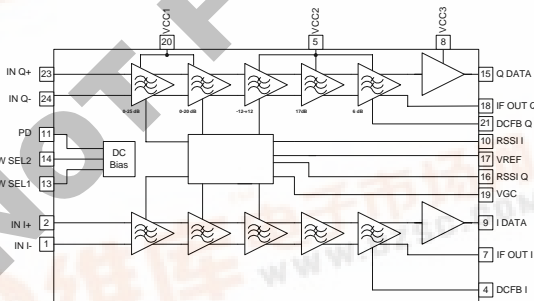 VCC1
VCC2
VCC3
20
5
8
IN Q+ 23
IN Q- 24
15 Q DATA
0-25 dB
0-20 dB
17dB
6 dB
18 IF OUT Q
21 DCFB Q
PD 11
10 RSSI I
W SEL2 14
DC
Bias
17 VREF
16 RSSI Q
W SEL1 13
19 VGC
IN I+ 2
IN I- 1
9 I DATA
7 IF OUT I
4 DCFB I
NOT